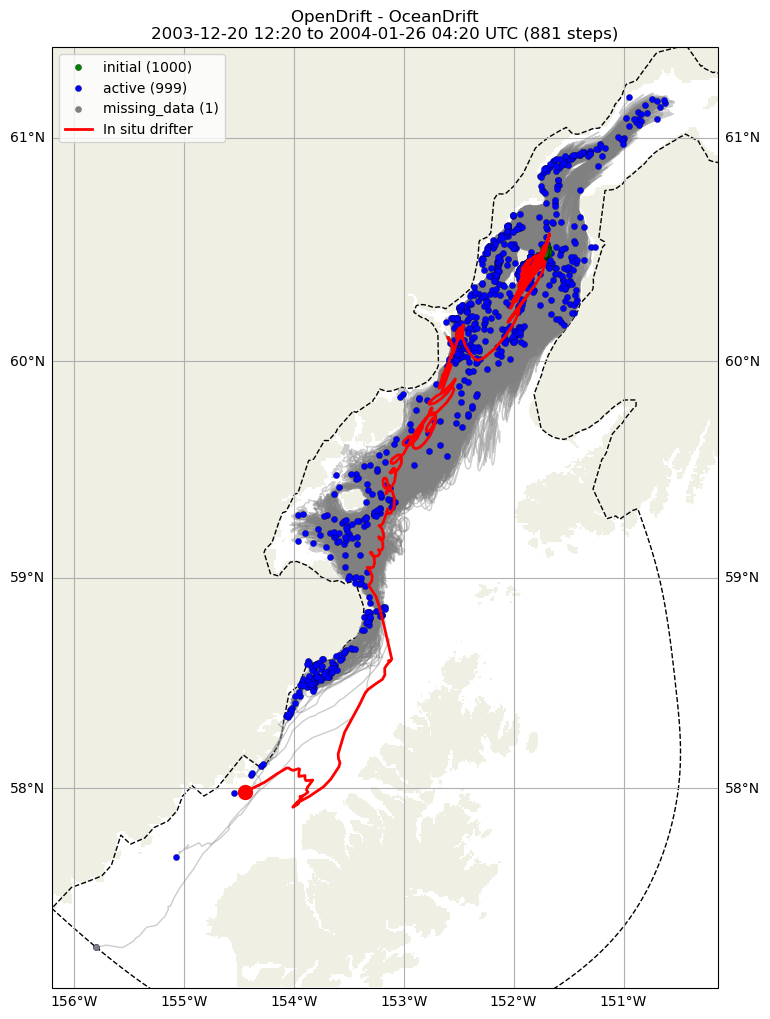 OpenDrift - OceanDrift
2003-12-20 12:20 to 2004-01-26 04:20 UTC (881 steps)
initial (1000)
active (999)
missing_data (1)
In situ drifter
61°N 61°N
60°N 60°N
59°N 59°N
58°N 58°N
156°W 155°W 154°W 153°W 152°W 151°W